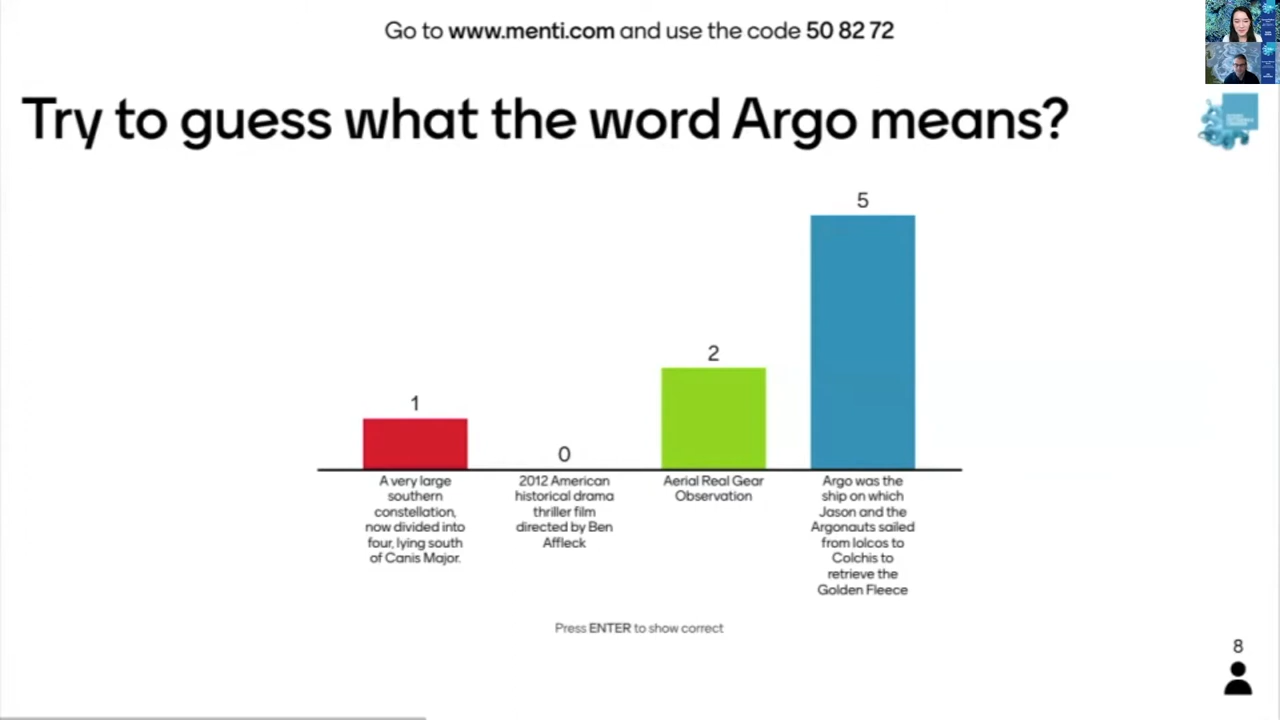 Go to www.menti.com and use the code 50 82 72
Try to guess what the word Argo means?
5
2
1
0
A very large
southern
constellation,
now divided into
four, lying south
of Canis Major.
2012 American
historical drama
thriller film
directed by Ben
Affleck
Aerial Real Gear
Observation
Argo was the
ship on which
Jason and the
Argonauts sailed
from Iolcos to
Colchis to
retrieve the
Golden Fleece
Press ENTER to show correct
8